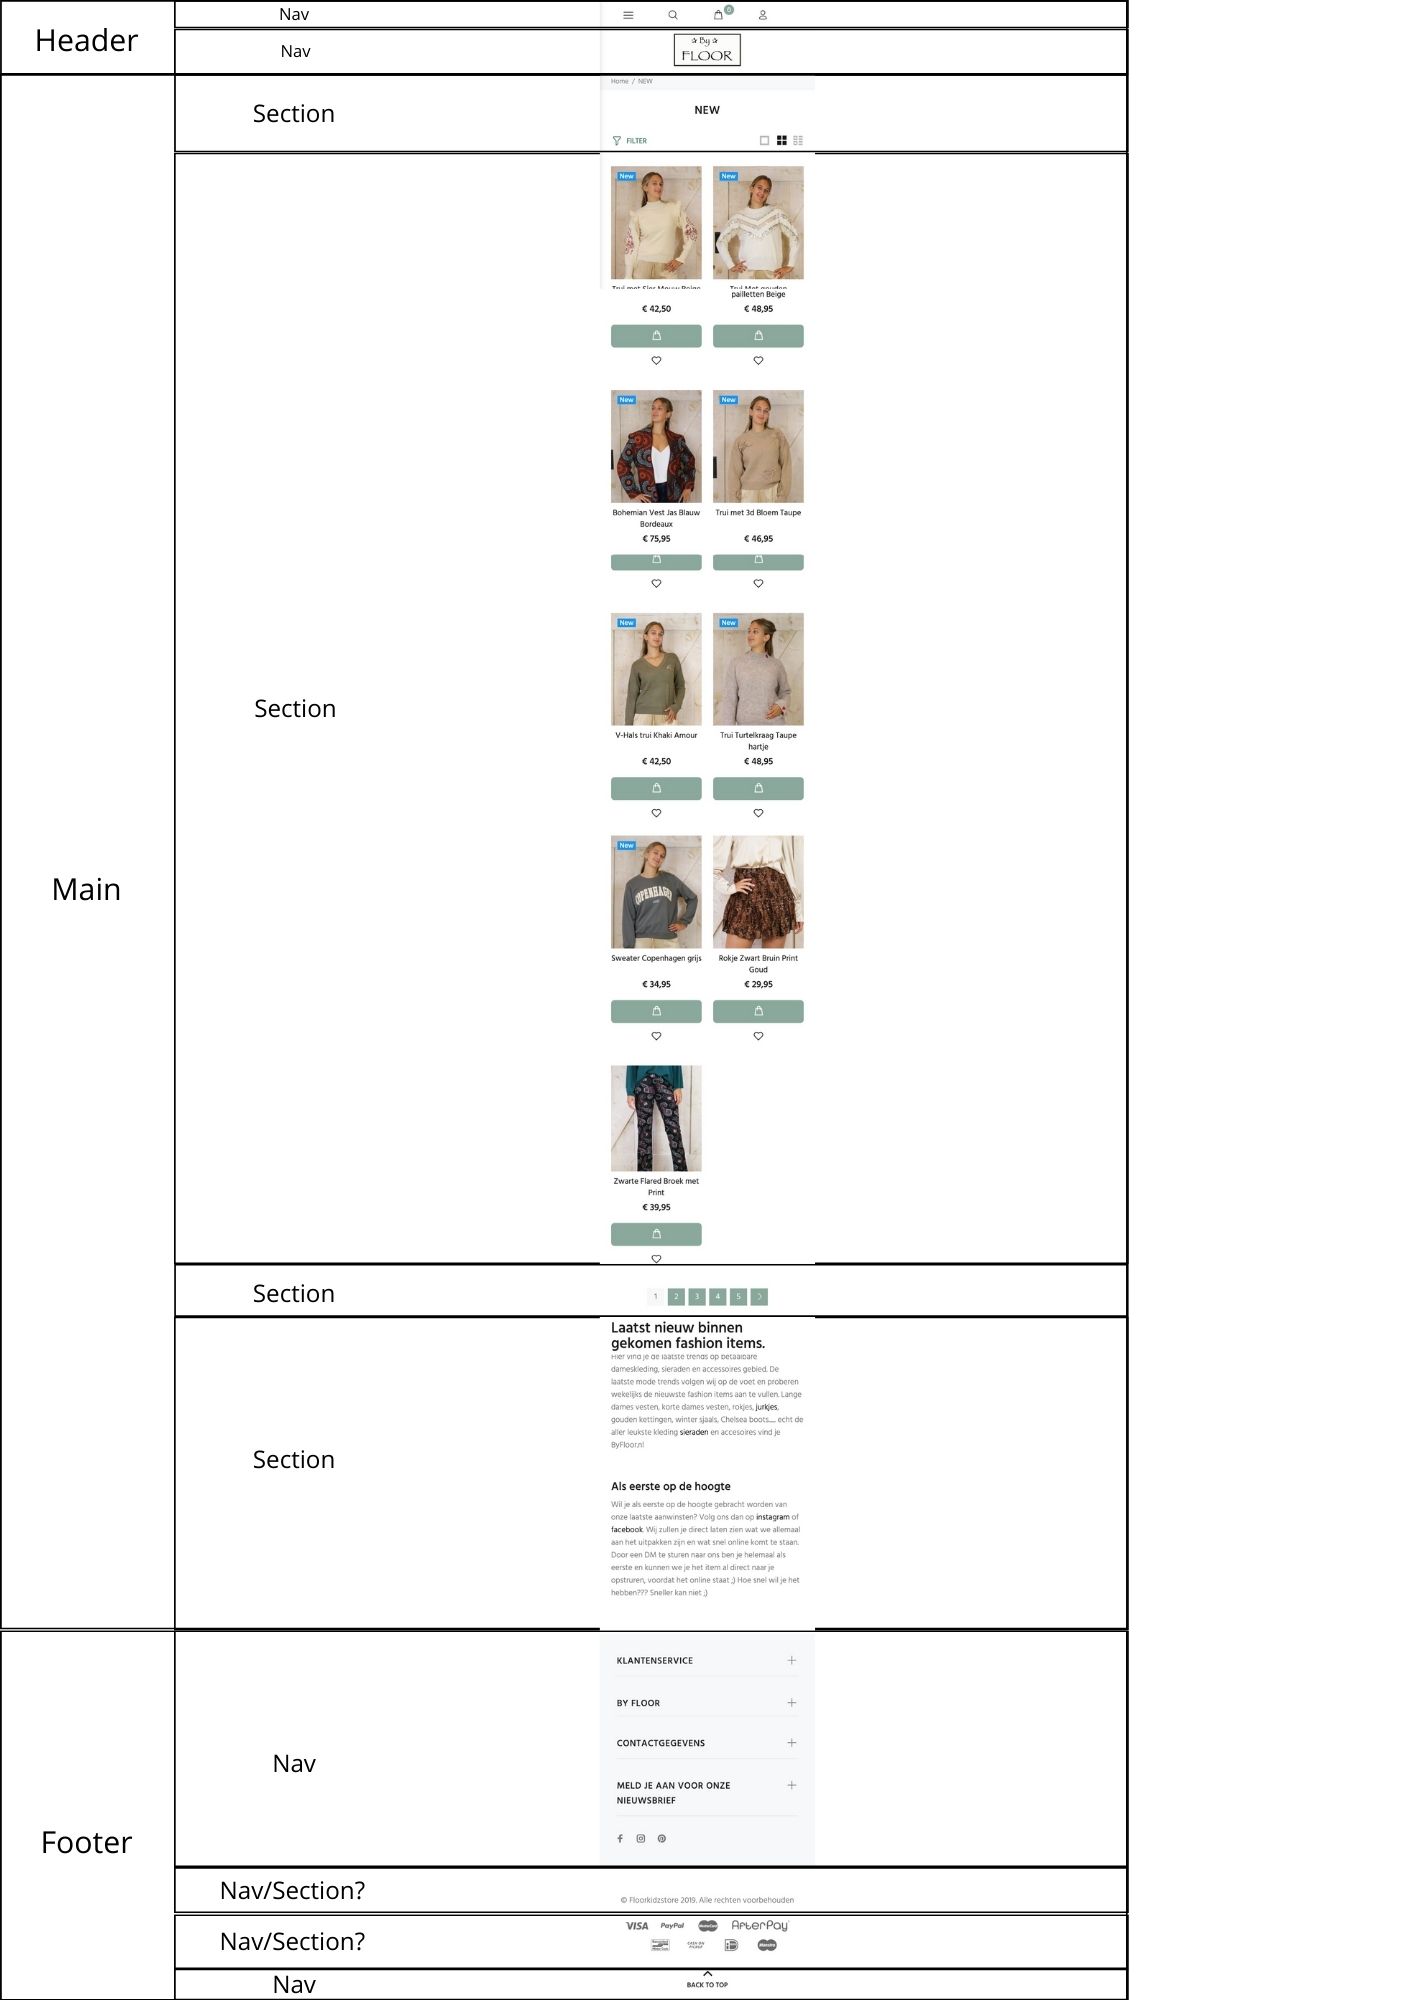 Header
Nav
0
Nav
By
FLOOR
Main
Section
Home / NEW
NEW
FILTER
Section
New
New
Trui met Sier Mouw Beige
Trui Met gouden
pailletten Beige
€ 42,50
€ 48,95
New
New
Bohemian Vest Jas Blauw
Bordeaux
Trui met 3d Bloem Taupe
€ 75,95
€ 46,95
New
New
V-Hals trui Khaki Amour
Trui Turtelkraag Taupe
hartje
€ 42,50
€ 48,95
New
COPENHAGEN
Sweater Copenhagen grijs
Rokje Zwart Bruin Print
Goud
€ 34,95
€ 29,95
Zwarte Flared Broek met
Print
€ 39,95
Section
1 2 3 4 5
Section
Laatst nieuw binnen
gekomen fashion items.
Hier vind je de laatste trends op betaalbare
dameskleding, sieraden en accessoires gebied. De
laatste mode trends volgen wij op de voet en proberen
wekelijks de nieuwste fashion items aan te vullen. Lange
dames vesten, korte dames vesten, rokjes, jurkjes,
gouden kettingen, winter sjaals, Chelsea boots..... echt de
aller leukste kleding sieraden en accesoires vind je
ByFloor.nl
Als eerste op de hoogte
Wil je als eerste op de hoogte gebracht worden van
onze laatste aanwinsten? Volg ons dan op instagram of
facebook. Wij zullen je direct laten zien wat we allemaal
aan het uitpakken zijn en wat snel online komt te staan.
Door een DM te sturen naar ons ben je helemaal als
eerste en kunnen we je het item al direct naar je
opstruren, voordat het online staat ;) Hoe snel wil je het
hebben??? Sneller kan niet ;)
Footer
Nav
KLANTENSERVICE
BY FLOOR
CONTACTGEGEVENS
MELD JE AAN VOOR ONZE
NIEUWSBRIEF
Nav/Section?
© Floorkidzstore 2019. Alle rechten voorbehouden
Nav/Section?
VISA PayPal MasterCard AfterPay
CASH ON PICKUP iD Maestro
Nav
BACK TO TOP